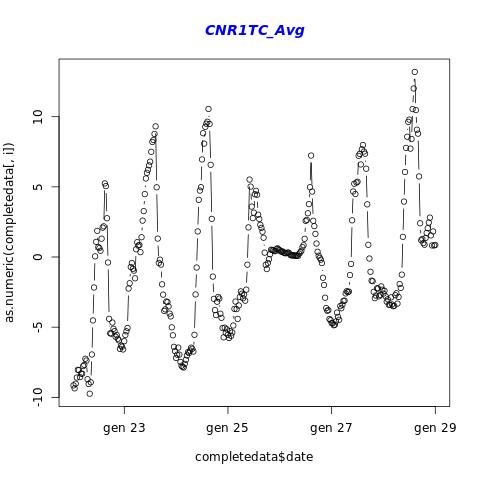 CNR1TC_Avg
as.numeric(completedata[, i])
10
5
0
-5
-10
gen 23
gen 25
gen 27
gen 29
completedata$date